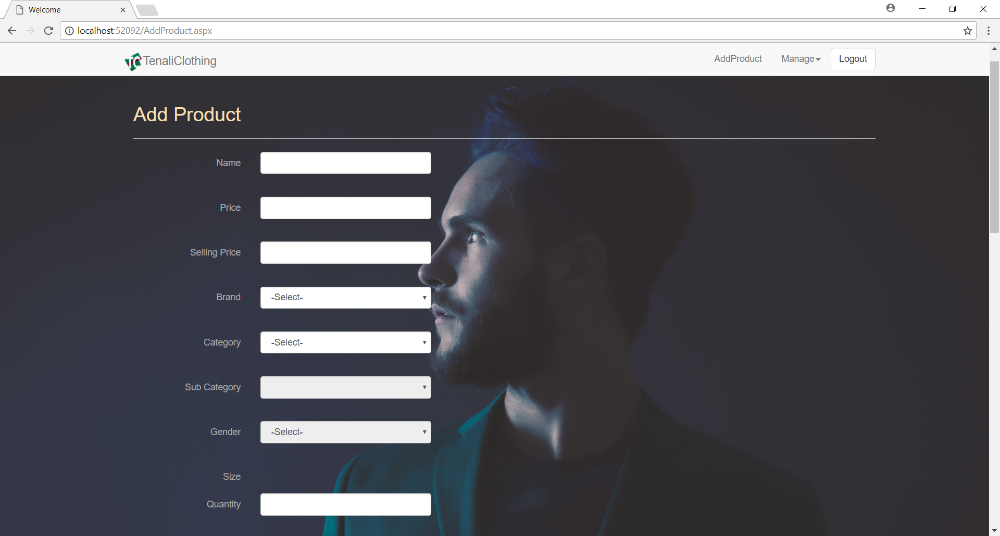 Welcome
localhost:52092/AddProduct.aspx
TenaliClothing
AddProduct
Manage
Logout
Add Product
Name
Price
Selling Price
Brand
-Select-
Category
-Select-
Sub Category
Gender
-Select-
Size
Quantity